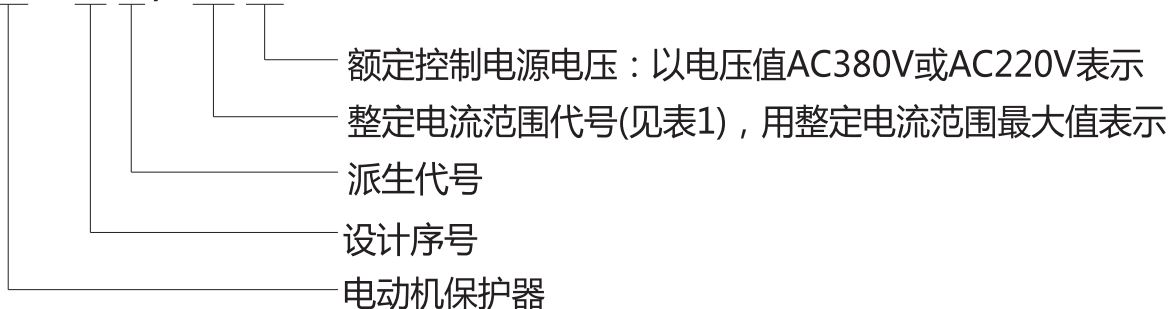 额定控制电源电压：以电压值AC380V或AC220V表示
整定电流范围代号(见表1)，用整定电流范围最大值表示
派生代号
设计序号
电动机保护器